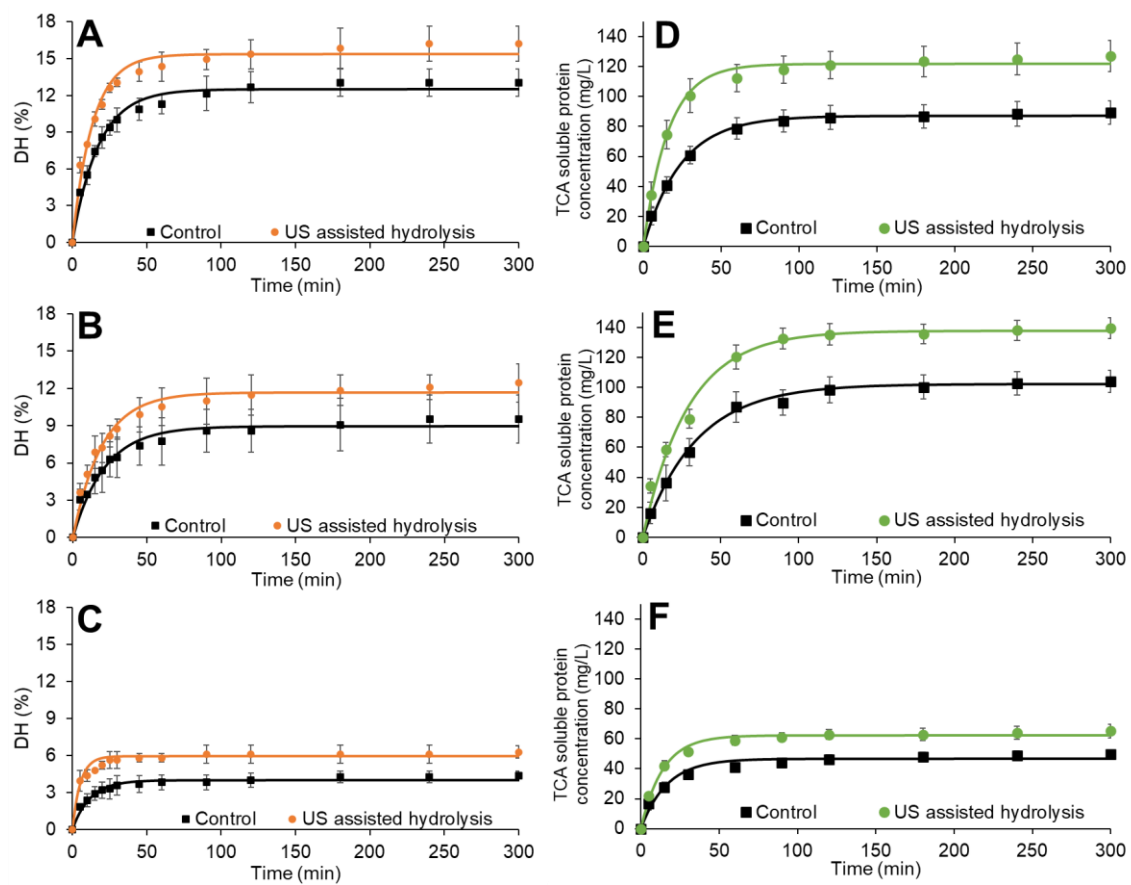 A
18
15
12
9
6
3
0
DH (%)
Control
US assisted hydrolysis
0 50 100 150 200 250 300
Time (min)
D
140
120
100
80
60
40
20
0
TCA soluble protein
concentration (mg/L)
Control
US assisted hydrolysis
0 50 100 150 200 250 300
Time (min)
B
18
15
12
9
6
3
0
DH (%)
Control
US assisted hydrolysis
0 50 100 150 200 250 300
Time (min)
E
140
120
100
80
60
40
20
0
TCA soluble protein
concentration (mg/L)
Control
US assisted hydrolysis
0 50 100 150 200 250 300
Time (min)
C
18
15
12
9
6
3
0
DH (%)
Control
US assisted hydrolysis
0 50 100 150 200 250 300
Time (min)
F
140
120
100
80
60
40
20
0
TCA soluble protein
concentration (mg/L)
Control
US assisted hydrolysis
0 50 100 150 200 250 300
Time (min)